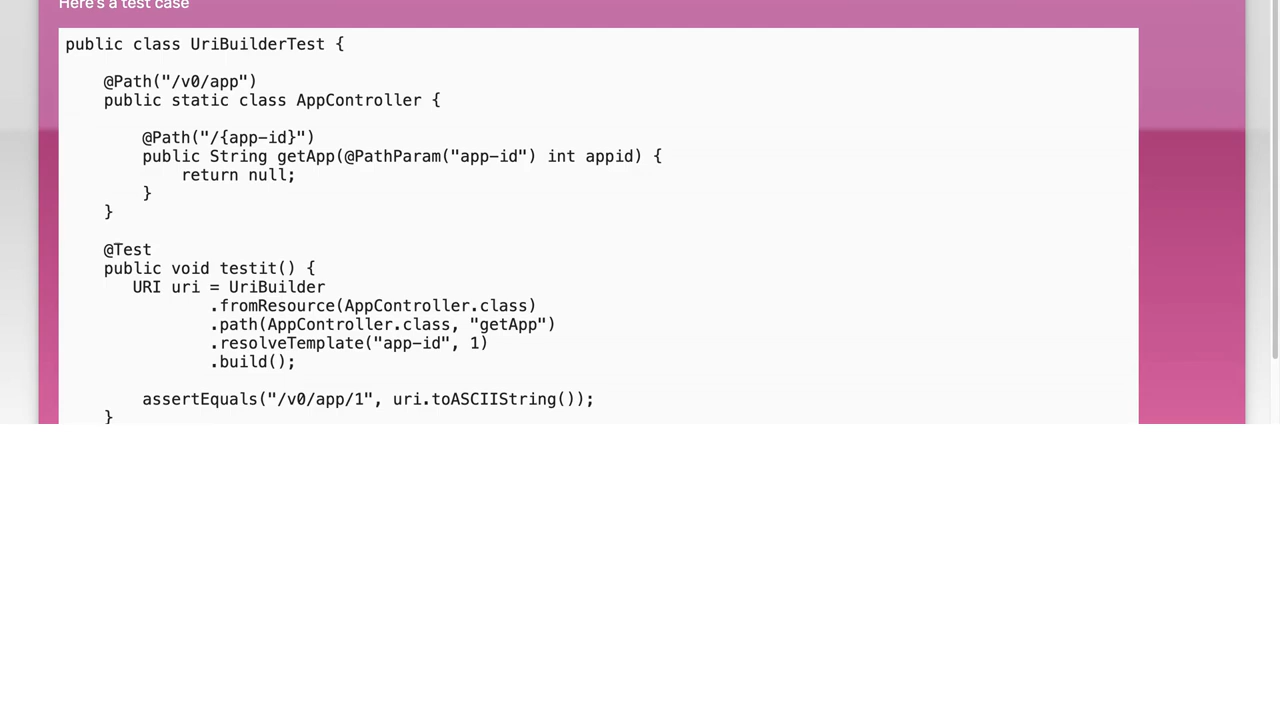 Here's a test case
public class UriBuilderTest {
@Path("/v0/app")
public static class AppController {
@Path("/{app-id}")
public String getApp(@PathParam("app-id") int appid) {
return null;
}
}
@Test
public void testit() {
URI uri = UriBuilder
.fromResource(AppController.class)
.path(AppController.class, "getApp")
.resolveTemplate("app-id", 1)
.build();
assertEquals("/v0/app/1", uri.toASCIIString());
}